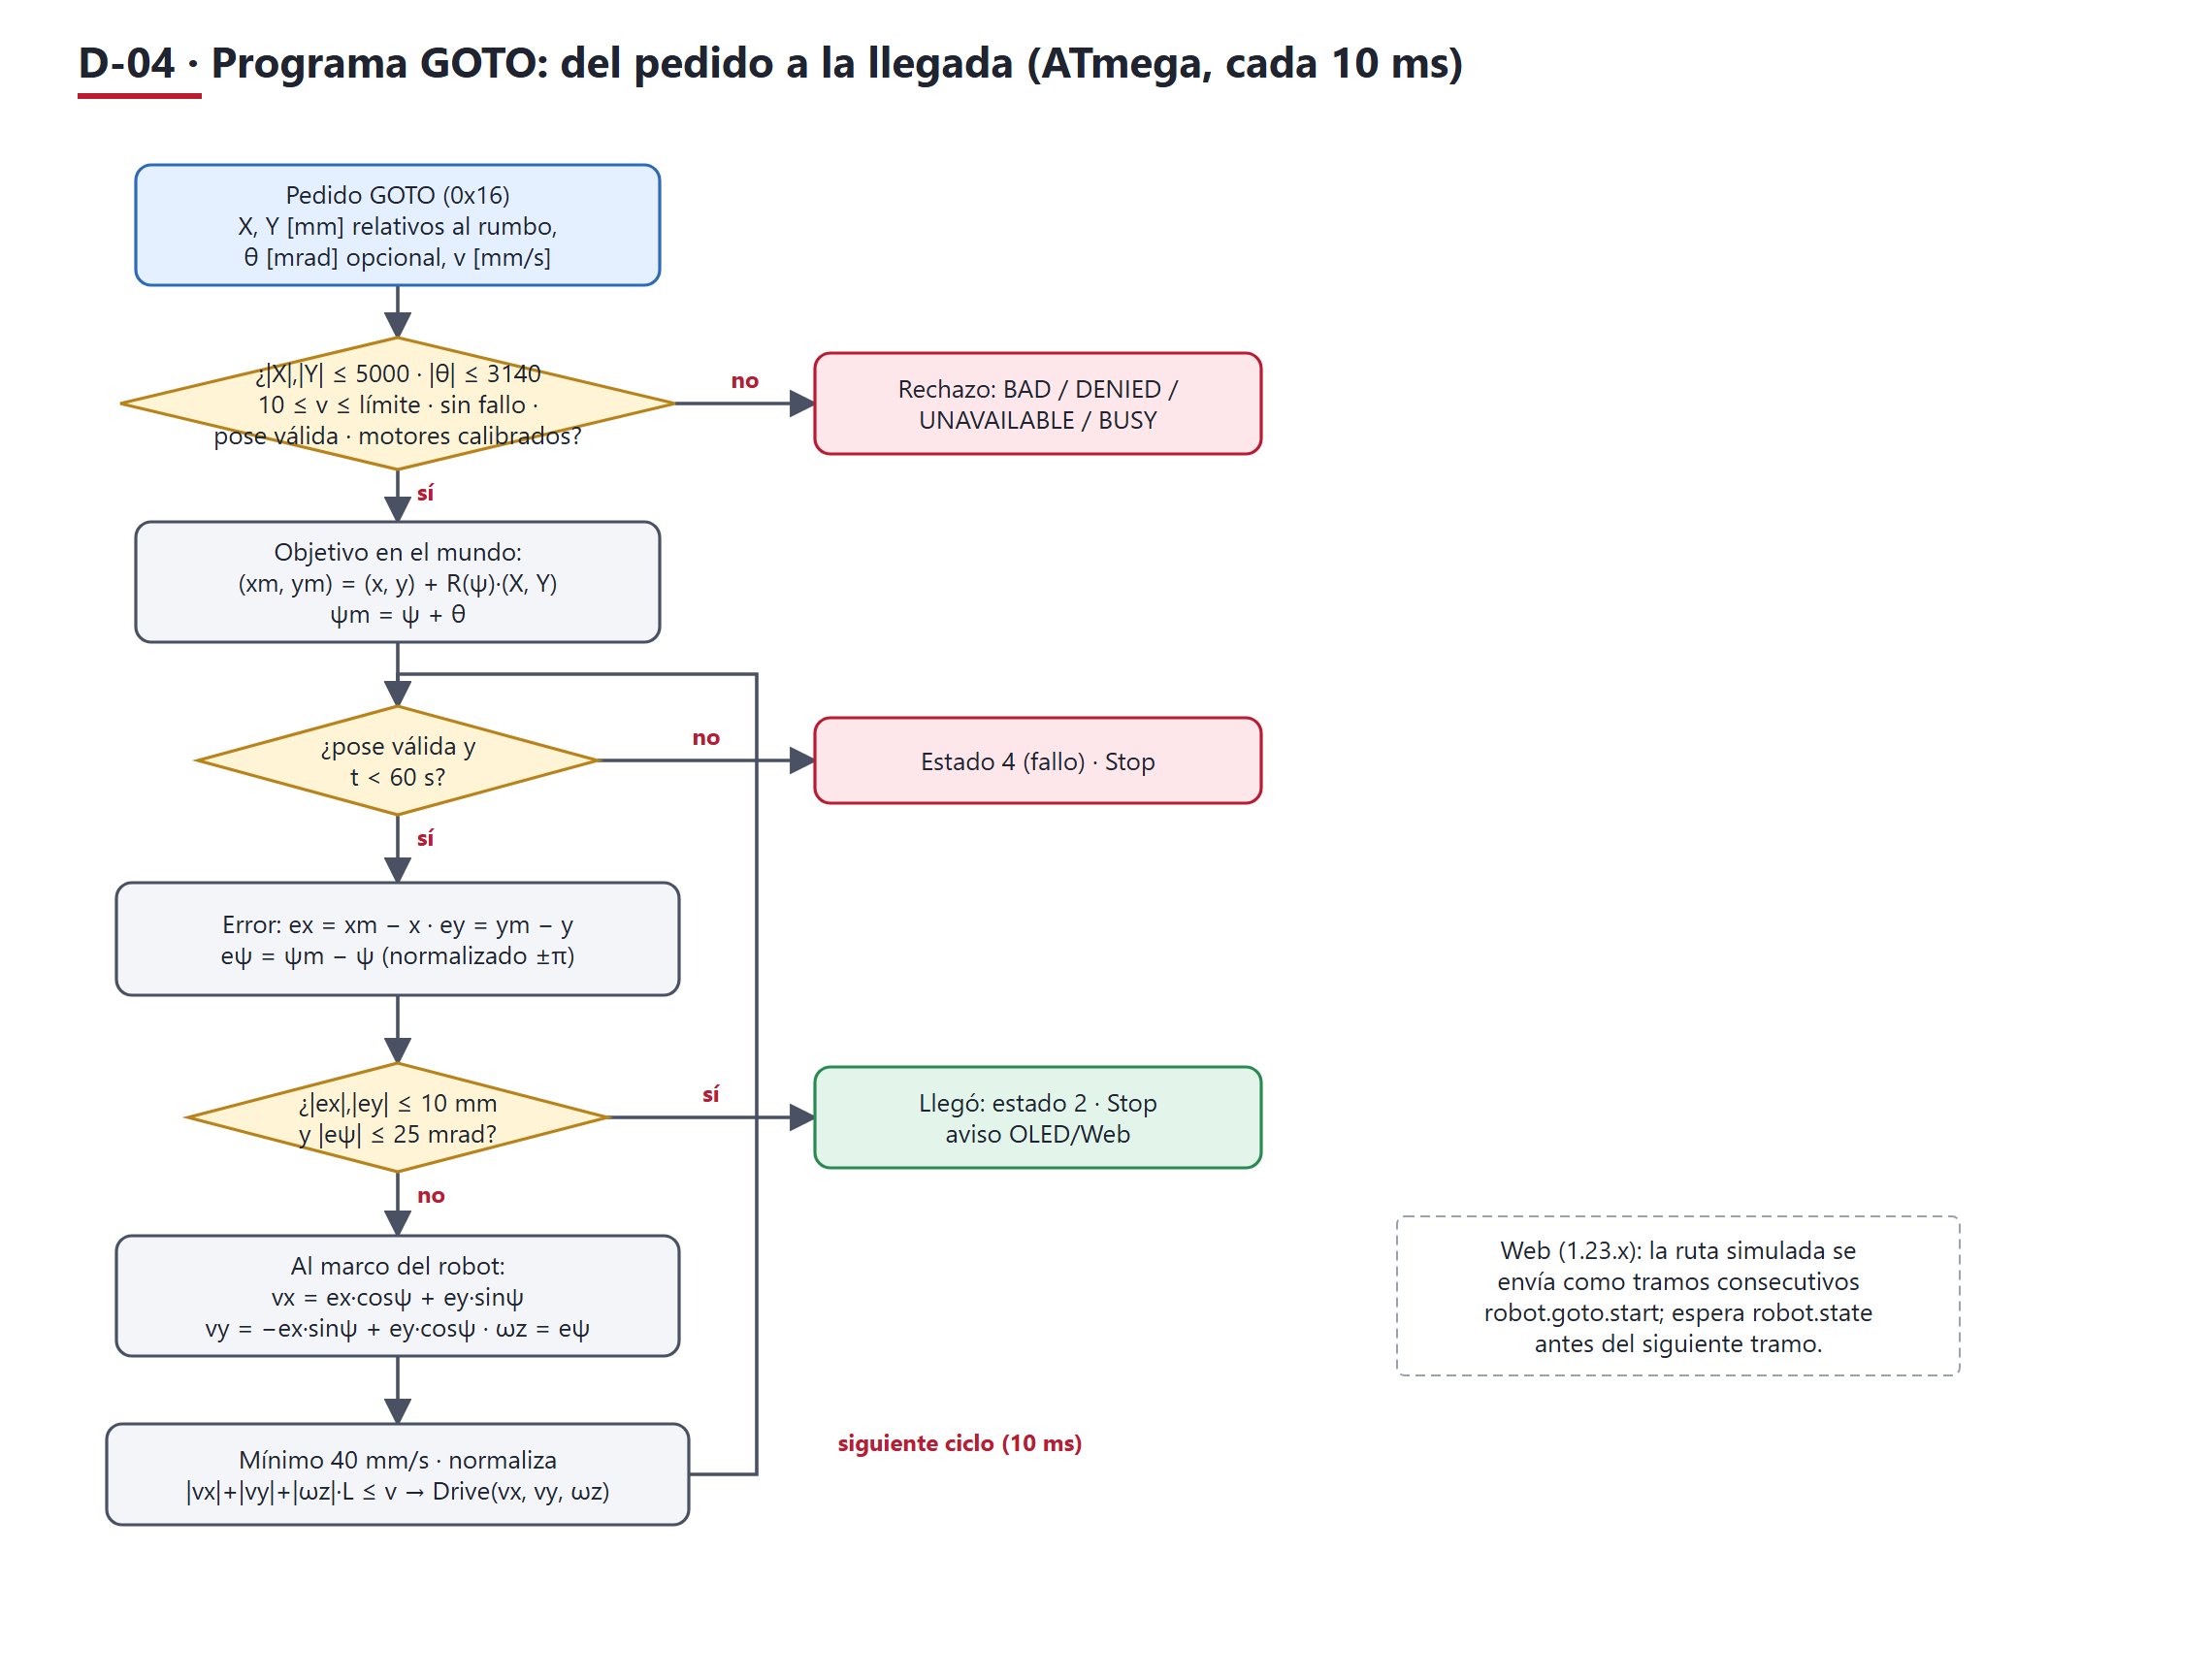 D-04 · Programa GOTO: del pedido a la llegada (ATmega, cada 10 ms)
Pedido GOTO (0x16)
X, Y [mm] relativos al rumbo,
θ [mrad] opcional, v [mm/s]
¿|X|,|Y| ≤ 5000 · |θ| ≤ 3140
10 ≤ v ≤ límite · sin fallo ·
pose válida · motores calibrados?
no
Rechazo: BAD / DENIED /
UNAVAILABLE / BUSY
sí
Objetivo en el mundo:
(xm, ym) = (x, y) + R(ψ)·(X, Y)
ψm = ψ + θ
¿pose válida y
t < 60 s?
no
Estado 4 (fallo) · Stop
sí
Error: ex = xm − x · ey = ym − y
eψ = ψm − ψ (normalizado ±π)
¿|ex|,|ey| ≤ 10 mm
y |eψ| ≤ 25 mrad?
sí
Llegó: estado 2 · Stop
aviso OLED/Web
no
Al marco del robot:
vx = ex·cosψ + ey·sinψ
vy = −ex·sinψ + ey·cosψ · ωz = eψ
Web (1.23.x): la ruta simulada se
envía como tramos consecutivos
robot.goto.start; espera robot.state
antes del siguiente tramo.
Mínimo 40 mm/s · normaliza
|vx|+|vy|+|ωz|·L ≤ v → Drive(vx, vy, ωz)
siguiente ciclo (10 ms)